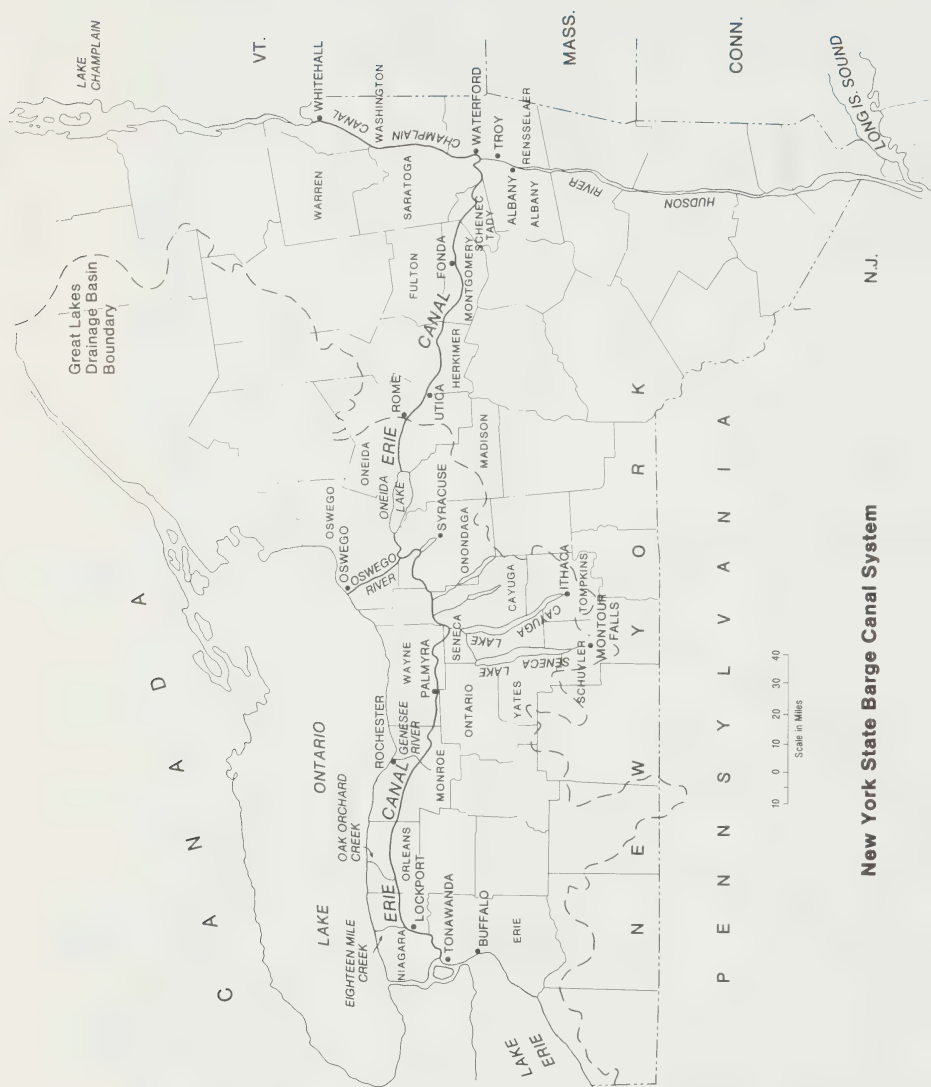 C A N A D A
LAKE
CHAMPLAIN
VT.
Great Lakes
Drainage Basin
Boundary
WHITEHALL
CHAMPLAIN CANAL
WASHINGTON
WARREN
SARATOGA
WATERFORD
TROY
RENSSELAER
ALBANY
ALBANY
SCHENEC
TADY
MASS.
CONN.
LONG IS. SOUND
HUDSON RIVER
N.J.
FULTON
FONDA
MONTGOMERY
HERKIMER
ERIE CANAL
UTICA
ROME
ONEIDA
ONEIDA
LAKE
MADISON
OSWEGO
OSWEGO
OSWEGO
RIVER
SYRACUSE
ONONDAGA
CAYUGA
CAYUGA LAKE
ITHACA
TOMPKINS
SENECA
SENECA LAKE
MONTOUR
FALLS
SCHUYLER
YATES
WAYNE
PALMYRA
ONTARIO
LAKE ONTARIO
ROCHESTER
GENESEE
RIVER
MONROE
OAK ORCHARD
CREEK
ERIE CANAL
ORLEANS
EIGHTEEN MILE
CREEK
NIAGARA
LOCKPORT
TONAWANDA
BUFFALO
ERIE
LAKE
ERIE
N E W Y O R K
P E N N S Y L V A N I A
10 0 10 20 30 40
Scale in Miles
New York State Barge Canal System